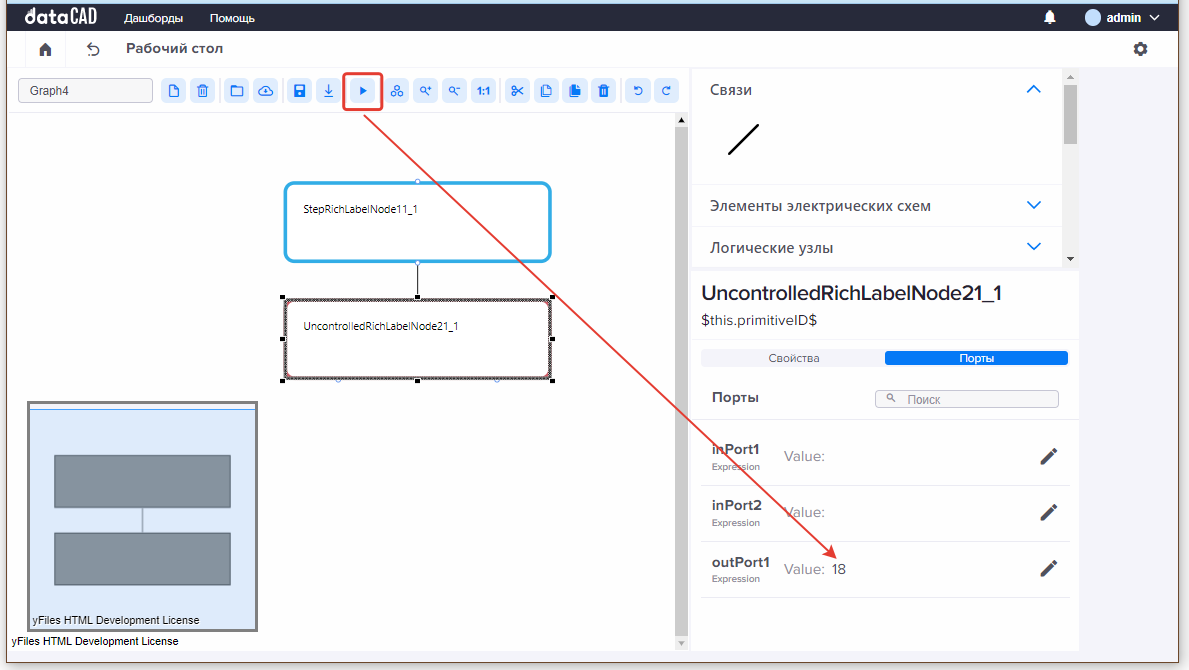 dataCAD Дашборды Помощь admin
Рабочий стол
Graph4 1:1
Связи
Элементы электрических схем
Логические узлы
StepRichLabelNode11_1
UncontrolledRichLabelNode21_1
yFiles HTML Development License
yFiles HTML Development License
UncontrolledRichLabelNode21_1
$this.primitiveID$
Свойства Порты
Порты Поиск
inPort1 Value:
Expression
inPort2 Value:
Expression
outPort1 Value: 18
Expression